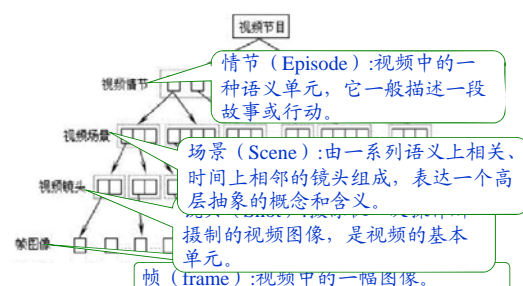 视频节目
情节（Episode）:视频中的一
种语义单元，它一般描述一段
故事或行动。
视频情节
视频场景
场景（Scene）:由一系列语义上相关、
时间上相邻的镜头组成，表达一个高
层抽象的概念和含义。
视频镜头
摄制的视频图像，是视频的基本
单元。
帧图像
帧（frame）:视频中的一幅图像。